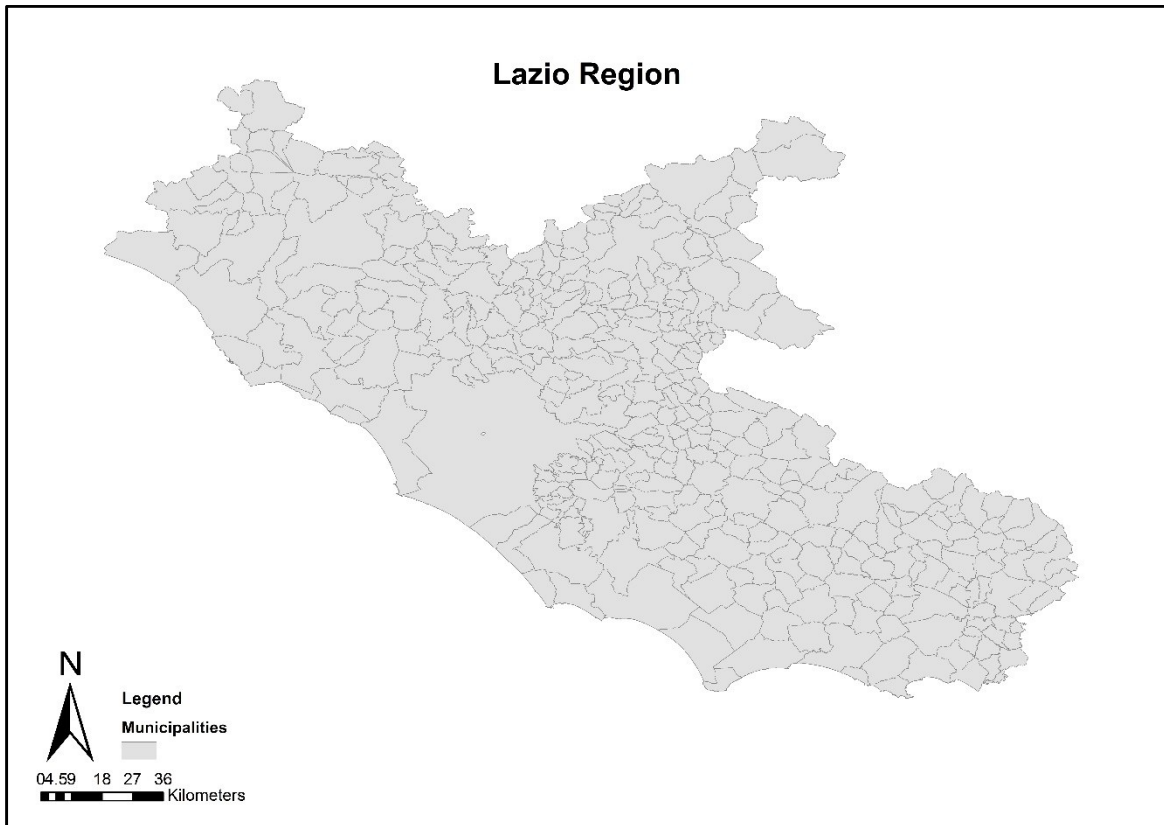 Lazio Region
N
Legend
Municipalities
04.59 18 27 36
Kilometers